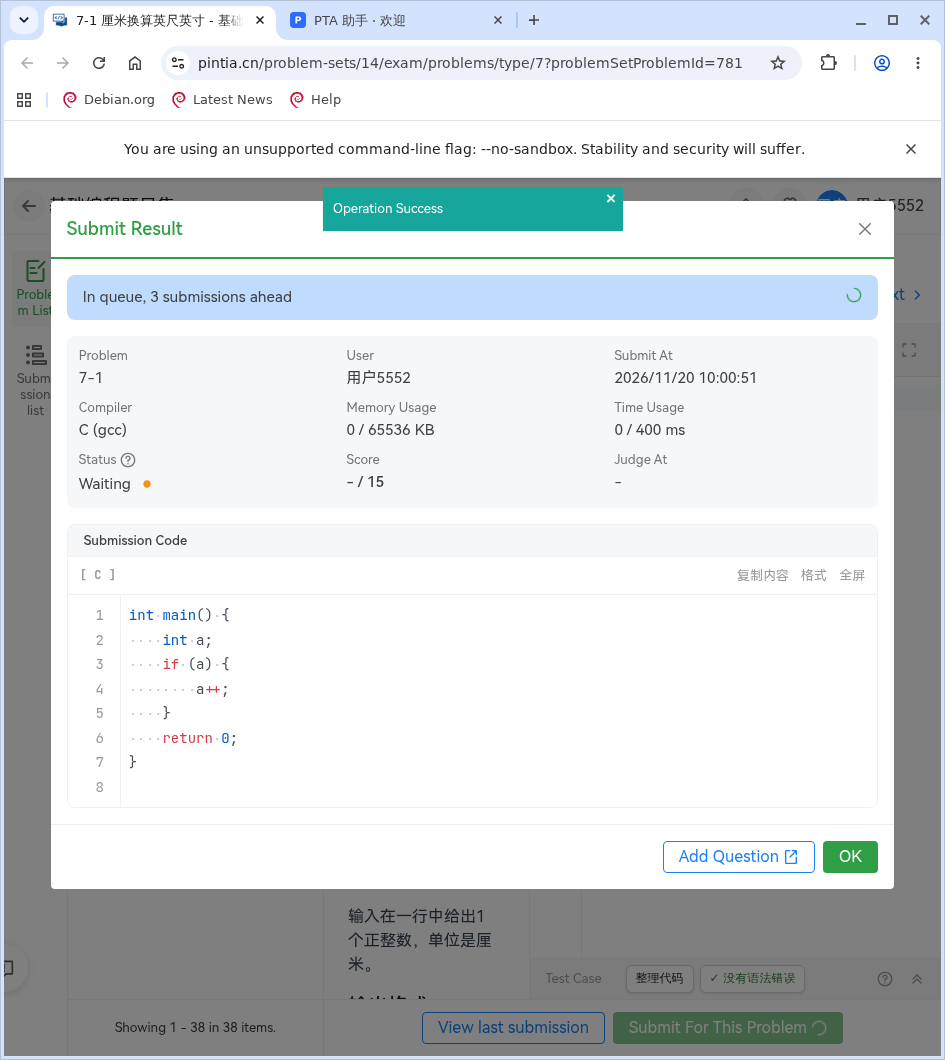 7-1 厘米换算英尺英寸 - 基础
PTA 助手 · 欢迎
pintia.cn/problem-sets/14/exam/problems/type/7?problemSetProblemId=781
Debian.org
Latest News
Help
You are using an unsupported command-line flag: --no-sandbox. Stability and security will suffer.
Operation Success
5552
Submit Result
Proble
m List
xt
In queue, 3 submissions ahead
Problem
User
Submit At
7-1
用户5552
2026/11/20 10:00:51
Subm
ssion
list
Compiler
Memory Usage
Time Usage
C (gcc)
0 / 65536 KB
0 / 400 ms
Status
Score
Judge At
Waiting
- / 15
-
Submission Code
[ C ]
复制内容
格式
全屏
1 int main() {
2 ····int a;
3 ····if (a) {
4 ········a++;
5 ····}
6 ····return 0;
7 }
8
Add Question
OK
输入在一行中给出1
个正整数，单位是厘
米。
Test Case
整理代码
✓ 没有语法错误
Showing 1 - 38 in 38 items.
View last submission
Submit For This Problem